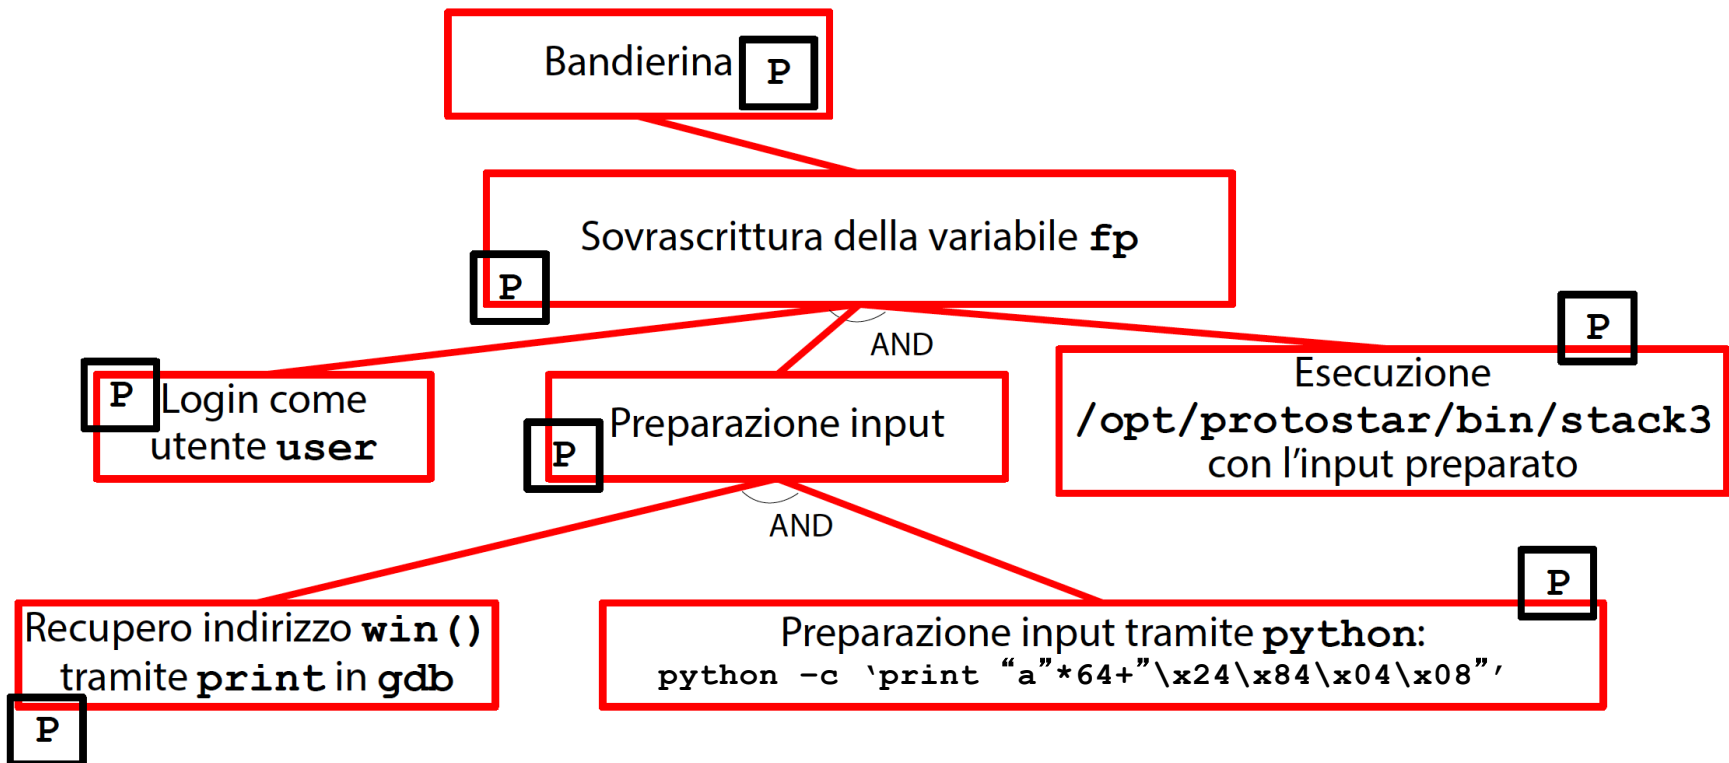 Bandierina
P
Sovrascrittura della variabile fp
P
AND
P
Login come
utente user
Preparazione input
P
P
Esecuzione
/opt/protostar/bin/stack3
con l’input preparato
AND
Recupero indirizzo win()
tramite print in gdb
P
P
Preparazione input tramite python:
python –c ‘print “a”*64+”\x24\x84\x04\x08”’